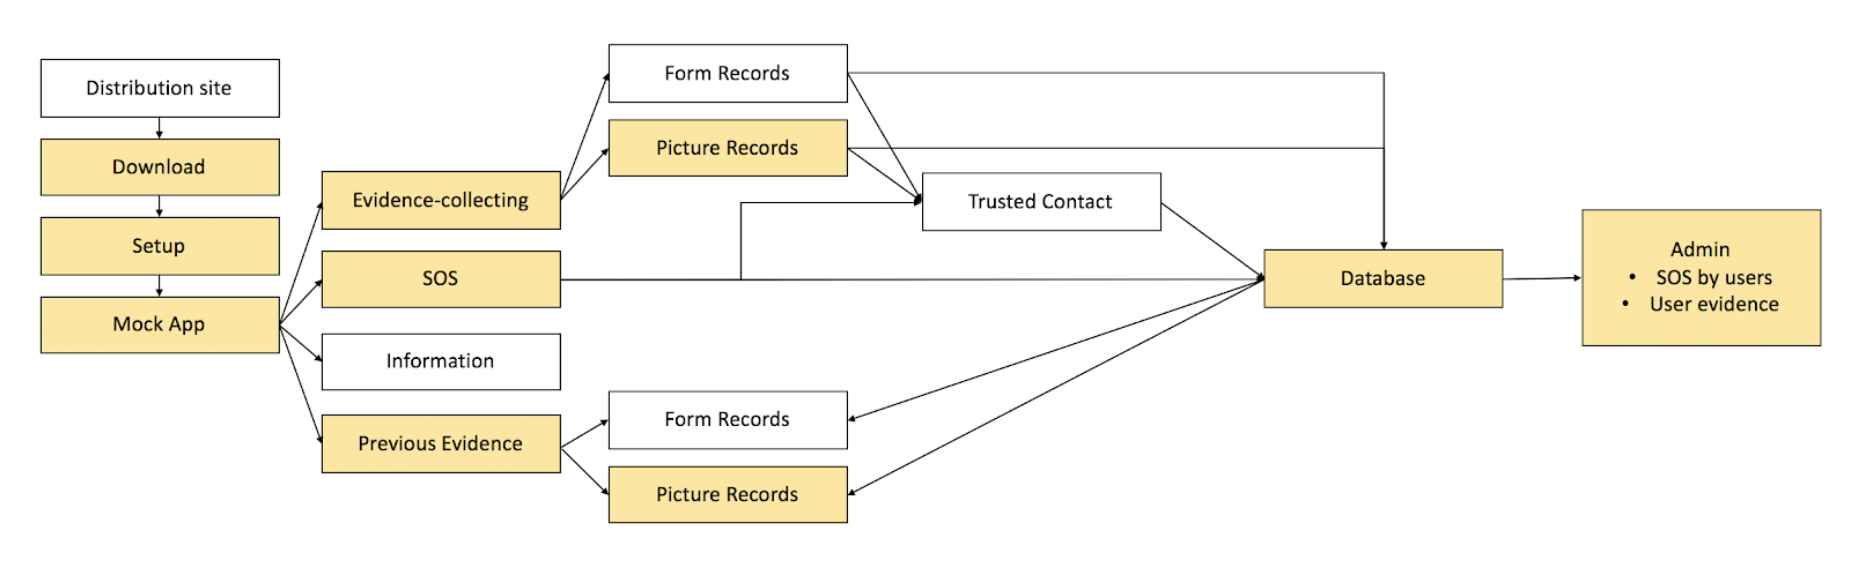 Distribution site
Download
Setup
Mock App
Evidence-collecting
SOS
Information
Previous Evidence
Form Records
Picture Records
Form Records
Picture Records
Trusted Contact
Database
Admin
• SOS by users
• User evidence